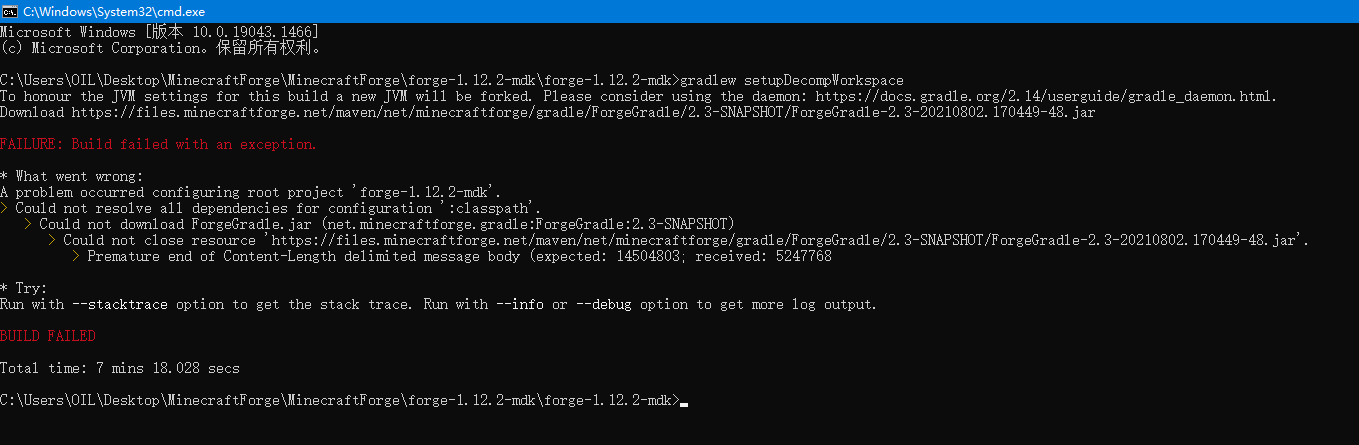 C:\Windows\System32\cmd.exe
Microsoft Windows [版本 10.0.19043.1466]
(c) Microsoft Corporation。保留所有权利。
C:\Users\OIL\Desktop\MinecraftForge\MinecraftForge\forge-1.12.2-mdk\forge-1.12.2-mdk>gradlew setupDecompWorkspace
To honour the JVM settings for this build a new JVM will be forked. Please consider using the daemon: https://docs.gradle.org/2.14/userguide/gradle_daemon.html.
Download https://files.minecraftforge.net/maven/net/minecraftforge/gradle/ForgeGradle/2.3-SNAPSHOT/ForgeGradle-2.3-20210802.170449-48.jar
FAILURE: Build failed with an exception.
* What went wrong:
A problem occurred configuring root project 'forge-1.12.2-mdk'.
> Could not resolve all dependencies for configuration ':classpath'.
> Could not download ForgeGradle.jar (net.minecraftforge.gradle:ForgeGradle:2.3-SNAPSHOT)
> Could not close resource 'https://files.minecraftforge.net/maven/net/minecraftforge/gradle/ForgeGradle/2.3-SNAPSHOT/ForgeGradle-2.3-20210802.170449-48.jar'.
> Premature end of Content-Length delimited message body (expected: 14504803; received: 5247768
* Try:
Run with --stacktrace option to get the stack trace. Run with --info or --debug option to get more log output.
BUILD FAILED
Total time: 7 mins 18.028 secs
C:\Users\OIL\Desktop\MinecraftForge\MinecraftForge\forge-1.12.2-mdk\forge-1.12.2-mdk>